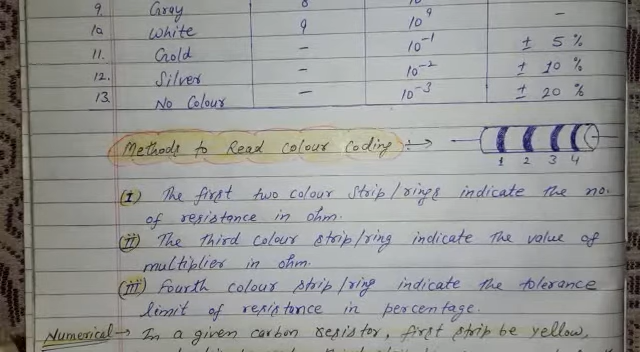 9. Gray 8
10 White 9 10⁹ –
11. Gold – 10⁻¹ ± 5 %
12. Silver – 10⁻² ± 10 %
13. No Colour – 10⁻³ ± 20 %
Methods to Read Colour Coding :→
1 2 3 4
(i) The first two colour strip/rings indicate the no.
of resistance in ohm.
(ii) The third colour strip/ring indicate the value of
multiplier in ohm.
(iii) Fourth colour strip/ring indicate the tolerance
limit of resistance in percentage.
Numerical → In a given carbon resistor, first strip be yellow,